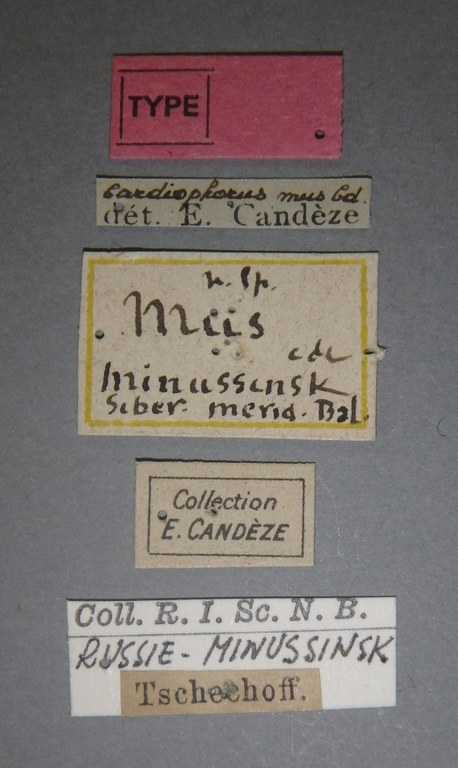 TYPE
Cardiophorus mus Cd.
dét. E. Candèze
n. Sp.
Mus
cde
Minussinsk
Siber. merid. Bal.
Collection
E. CANDÈZE
Coll. R. I. Sc. N. B.
RUSSIE - MINUSSINSK
Tschechoff.